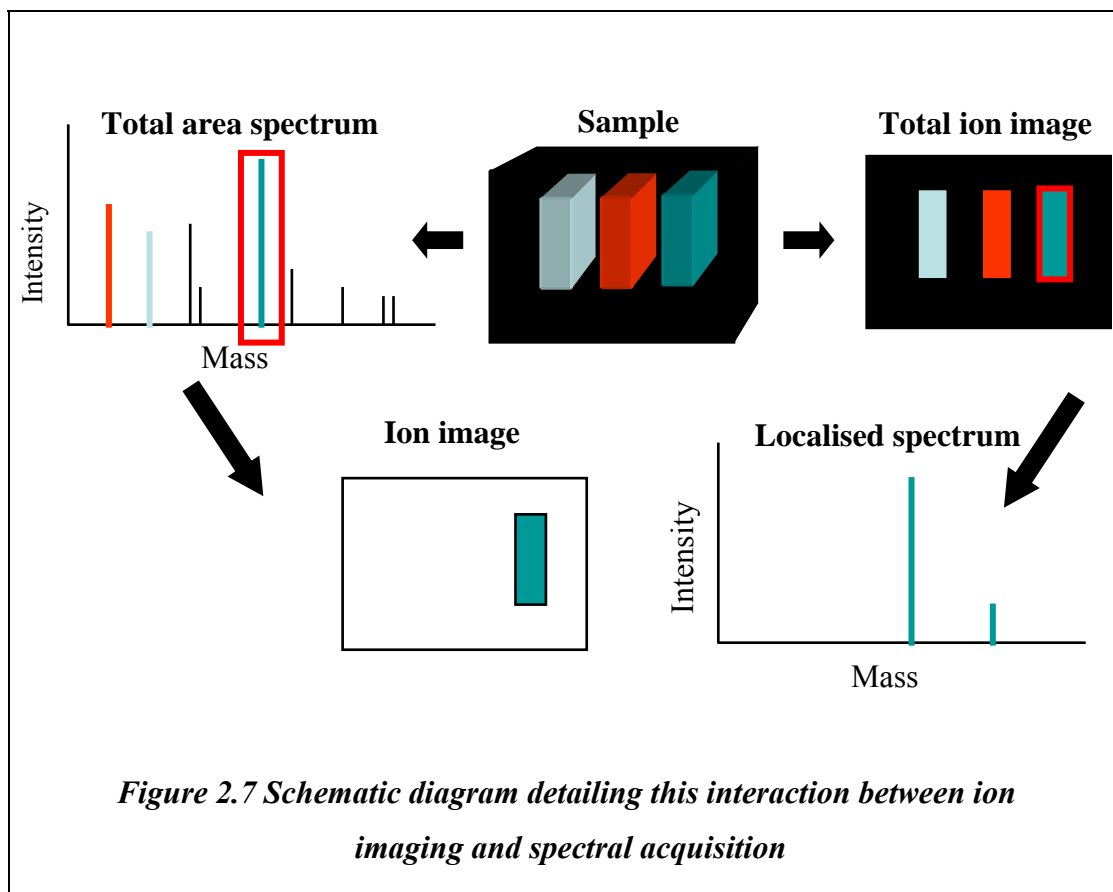 Total area spectrum
Intensity
Mass
Sample
Total ion image
Ion image
Localised spectrum
Intensity
Mass
Figure 2.7 Schematic diagram detailing this interaction between ion
imaging and spectral acquisition